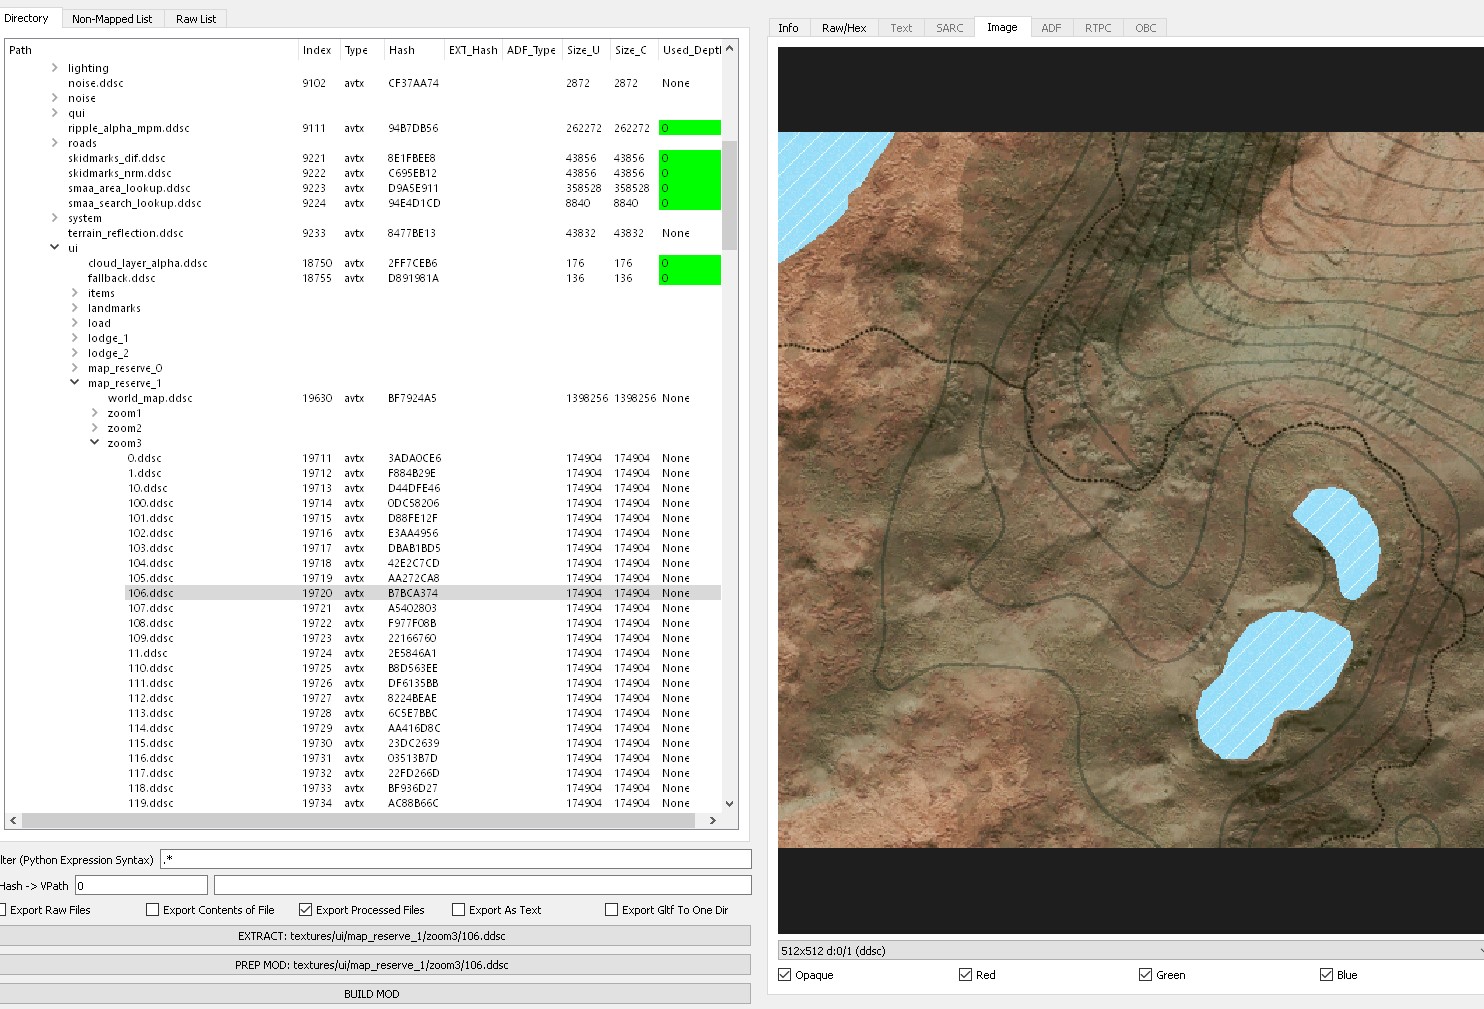 Directory Non-Mapped List Raw List
Path Index Type Hash EXT_Hash ADF_Type Size_U Size_C Used_Dept
lighting
noise.ddsc 9102 avtx CF37AA74 2872 2872 None
noise
qui
ripple_alpha_mpm.ddsc 9111 avtx 94B7DB56 262272 262272 0
roads
skidmarks_dif.ddsc 9221 avtx 8E1FBEE8 43856 43856 0
skidmarks_nrm.ddsc 9222 avtx C695EB12 43856 43856 0
smaa_area_lookup.ddsc 9223 avtx D9A5E911 358528 358528 0
smaa_search_lookup.ddsc 9224 avtx 94E4D1CD 8840 8840 0
system
terrain_reflection.ddsc 9233 avtx 8477BE13 43832 43832 None
ui
cloud_layer_alpha.ddsc 18750 avtx 2FF7CEB6 176 176 0
fallback.ddsc 18755 avtx D891981A 136 136 0
items
landmarks
load
lodge_1
lodge_2
map_reserve_0
map_reserve_1
world_map.ddsc 19630 avtx BF7924A5 1398256 1398256 None
zoom1
zoom2
zoom3
0.ddsc 19711 avtx 3ADA0CE6 174904 174904 None
1.ddsc 19712 avtx F884B29E 174904 174904 None
10.ddsc 19713 avtx D44DFE46 174904 174904 None
100.ddsc 19714 avtx 0DC58206 174904 174904 None
101.ddsc 19715 avtx D88FE12F 174904 174904 None
102.ddsc 19716 avtx E3AA4956 174904 174904 None
103.ddsc 19717 avtx DBAB1BD5 174904 174904 None
104.ddsc 19718 avtx 42E2C7CD 174904 174904 None
105.ddsc 19719 avtx AA272CA8 174904 174904 None
106.ddsc 19720 avtx B7BCA374 174904 174904 None
107.ddsc 19721 avtx A5402803 174904 174904 None
108.ddsc 19722 avtx F977F08B 174904 174904 None
109.ddsc 19723 avtx 22166760 174904 174904 None
11.ddsc 19724 avtx 2E5846A1 174904 174904 None
110.ddsc 19725 avtx B8D563EE 174904 174904 None
111.ddsc 19726 avtx DF6135BB 174904 174904 None
112.ddsc 19727 avtx 8224BEAE 174904 174904 None
113.ddsc 19728 avtx 6C5E7BBC 174904 174904 None
114.ddsc 19729 avtx AA416D8C 174904 174904 None
115.ddsc 19730 avtx 23DC2639 174904 174904 None
116.ddsc 19731 avtx 03513B7D 174904 174904 None
117.ddsc 19732 avtx 22FD266D 174904 174904 None
118.ddsc 19733 avtx BF936D27 174904 174904 None
119.ddsc 19734 avtx AC88B66C 174904 174904 None
lter (Python Expression Syntax) .*
Hash -> VPath 0
Export Raw Files Export Contents of File Export Processed Files Export As Text Export Gltf To One Dir
EXTRACT: textures/ui/map_reserve_1/zoom3/106.ddsc
PREP MOD: textures/ui/map_reserve_1/zoom3/106.ddsc
BUILD MOD
Info Raw/Hex Text SARC Image ADF RTPC OBC
512x512 d:0/1 (ddsc)
Opaque Red Green Blue